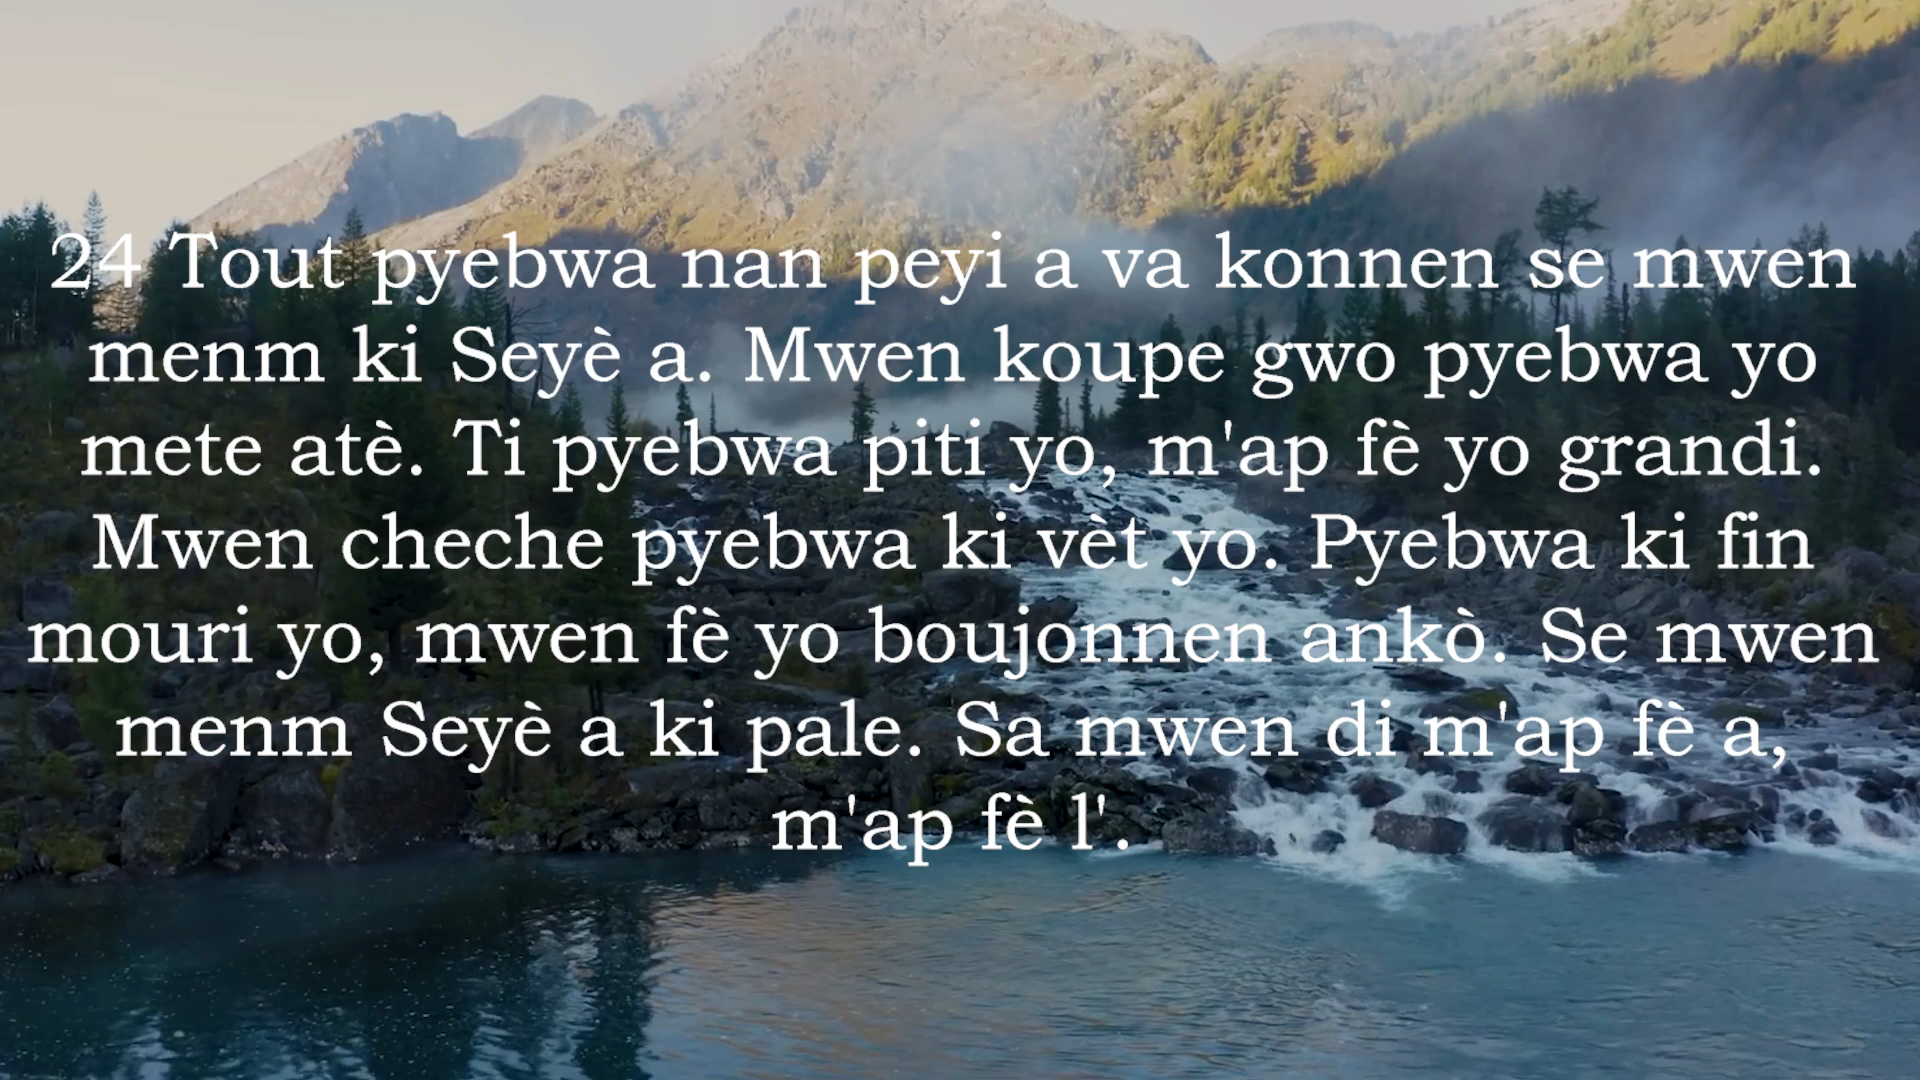 24 Tout pyebwa nan peyi a va konnen se mwen
menm ki Seyè a. Mwen koupe gwo pyebwa yo
mete atè. Ti pyebwa piti yo, m'ap fè yo grandi.
Mwen cheche pyebwa ki vèt yo. Pyebwa ki fin
mouri yo, mwen fè yo boujonnen ankò. Se mwen
menm Seyè a ki pale. Sa mwen di m'ap fè a,
m'ap fè l'.